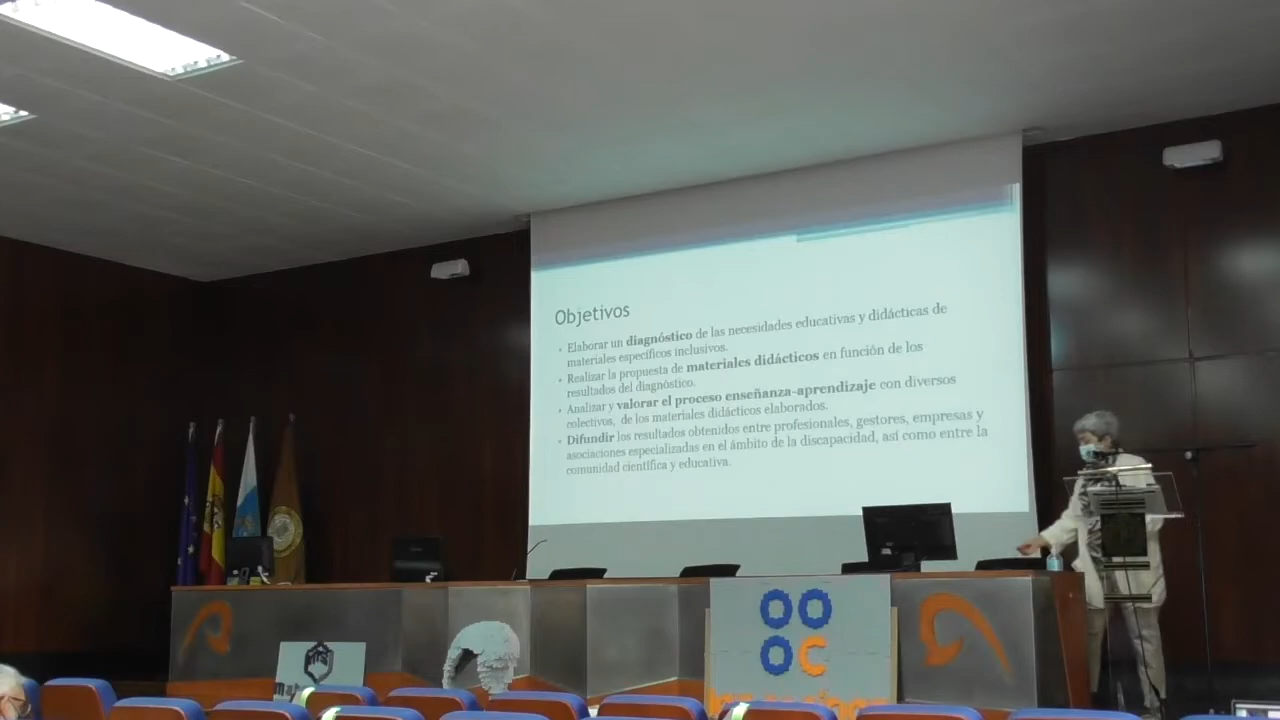 Objetivos
• Elaborar un diagnóstico de las necesidades educativas y didácticas de
materiales específicos inclusivos.
• Realizar la propuesta de materiales didácticos en función de los
resultados del diagnóstico.
• Analizar y valorar el proceso enseñanza-aprendizaje con diversos
colectivos, de los materiales didácticos elaborados.
• Difundir los resultados obtenidos entre profesionales, gestores, empresas y
asociaciones especializadas en el ámbito de la discapacidad, así como entre la
comunidad científica y educativa.